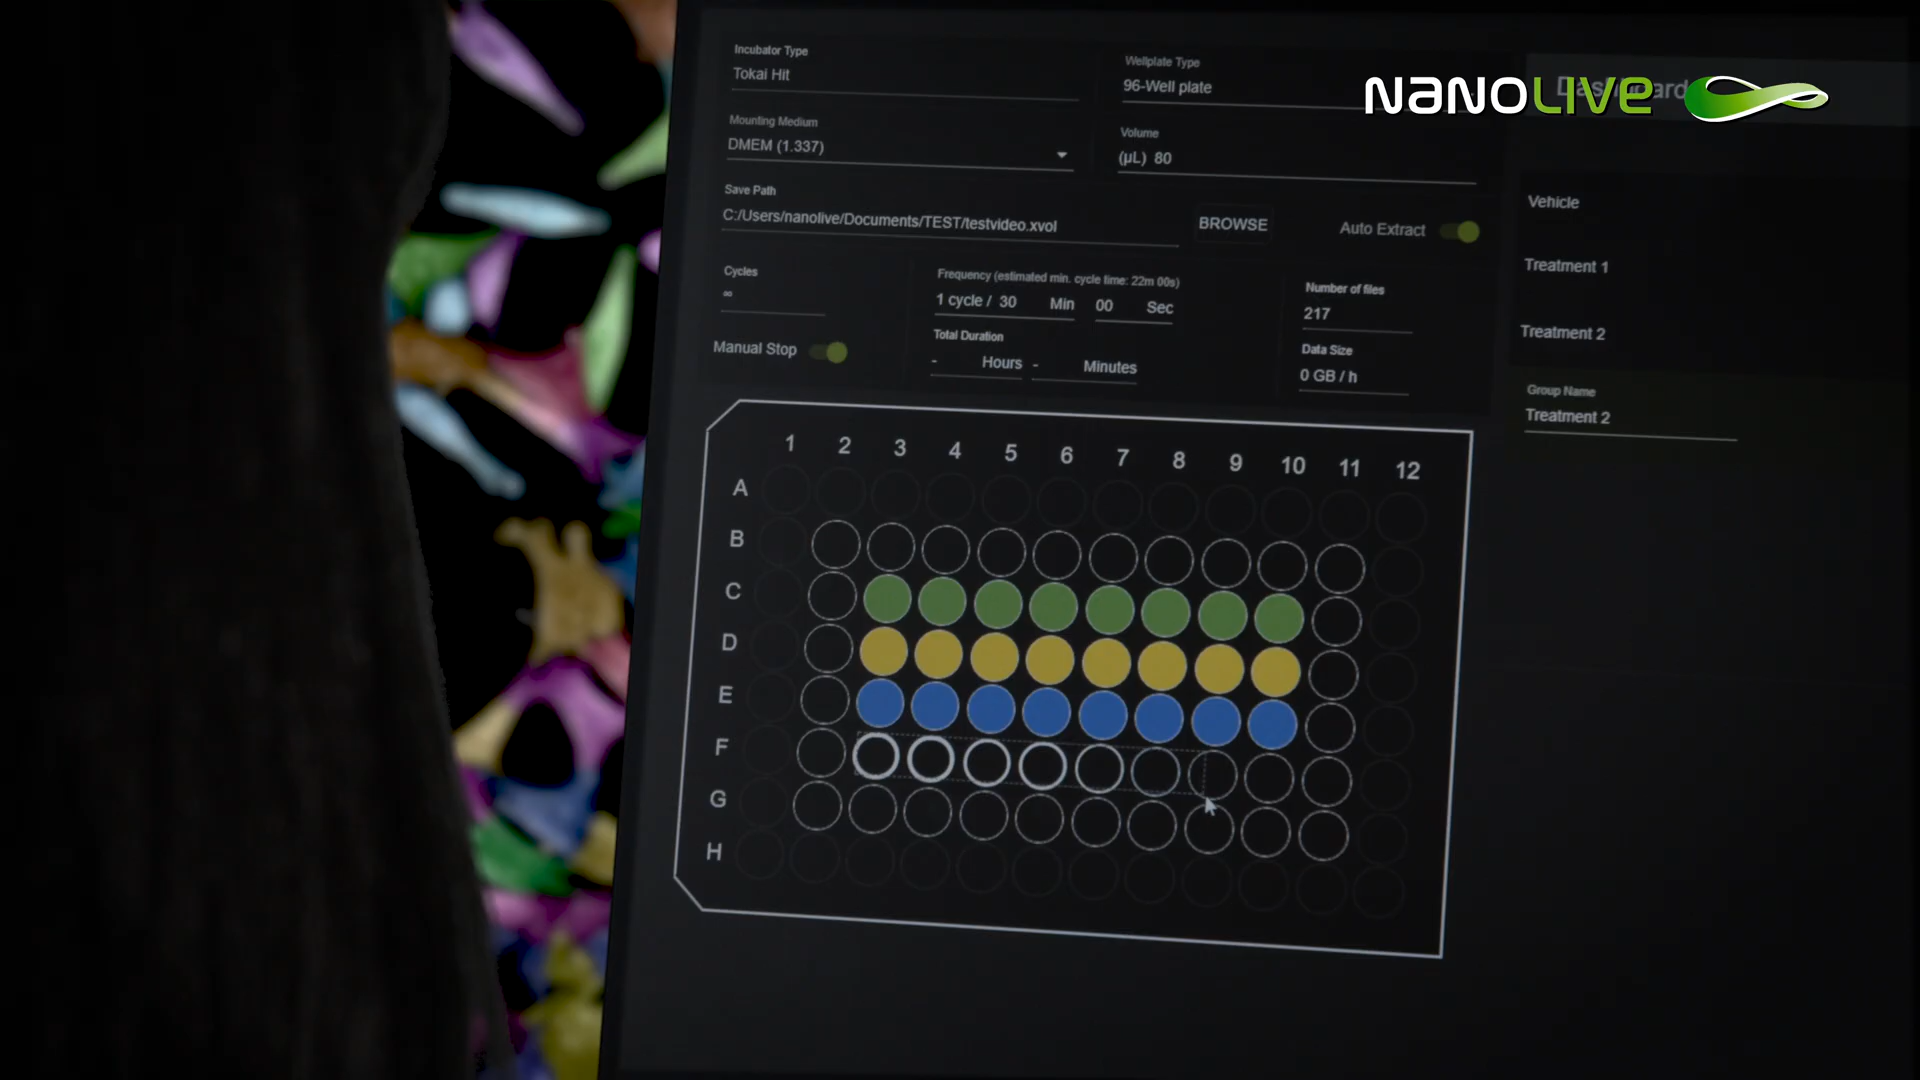 Incubator Type
Tokai Hit
Wellplate Type
96-Well plate
NANOLIVE
Dashboard
Mounting Medium
DMEM (1.337)
Volume
(µL) 80
Save Path
C:/Users/nanolive/Documents/TEST/testvideo.xvol
BROWSE
Auto Extract
Cycles
∞
Frequency (estimated min. cycle time: 22m 00s)
1 cycle / 30 Min 00 Sec
Number of files
217
Manual Stop
Total Duration
- Hours - Minutes
Data Size
0 GB / h
Vehicle
Treatment 1
Treatment 2
Group Name
Treatment 2
1 2 3 4 5 6 7 8 9 10 11 12
A
B
C
D
E
F
G
H